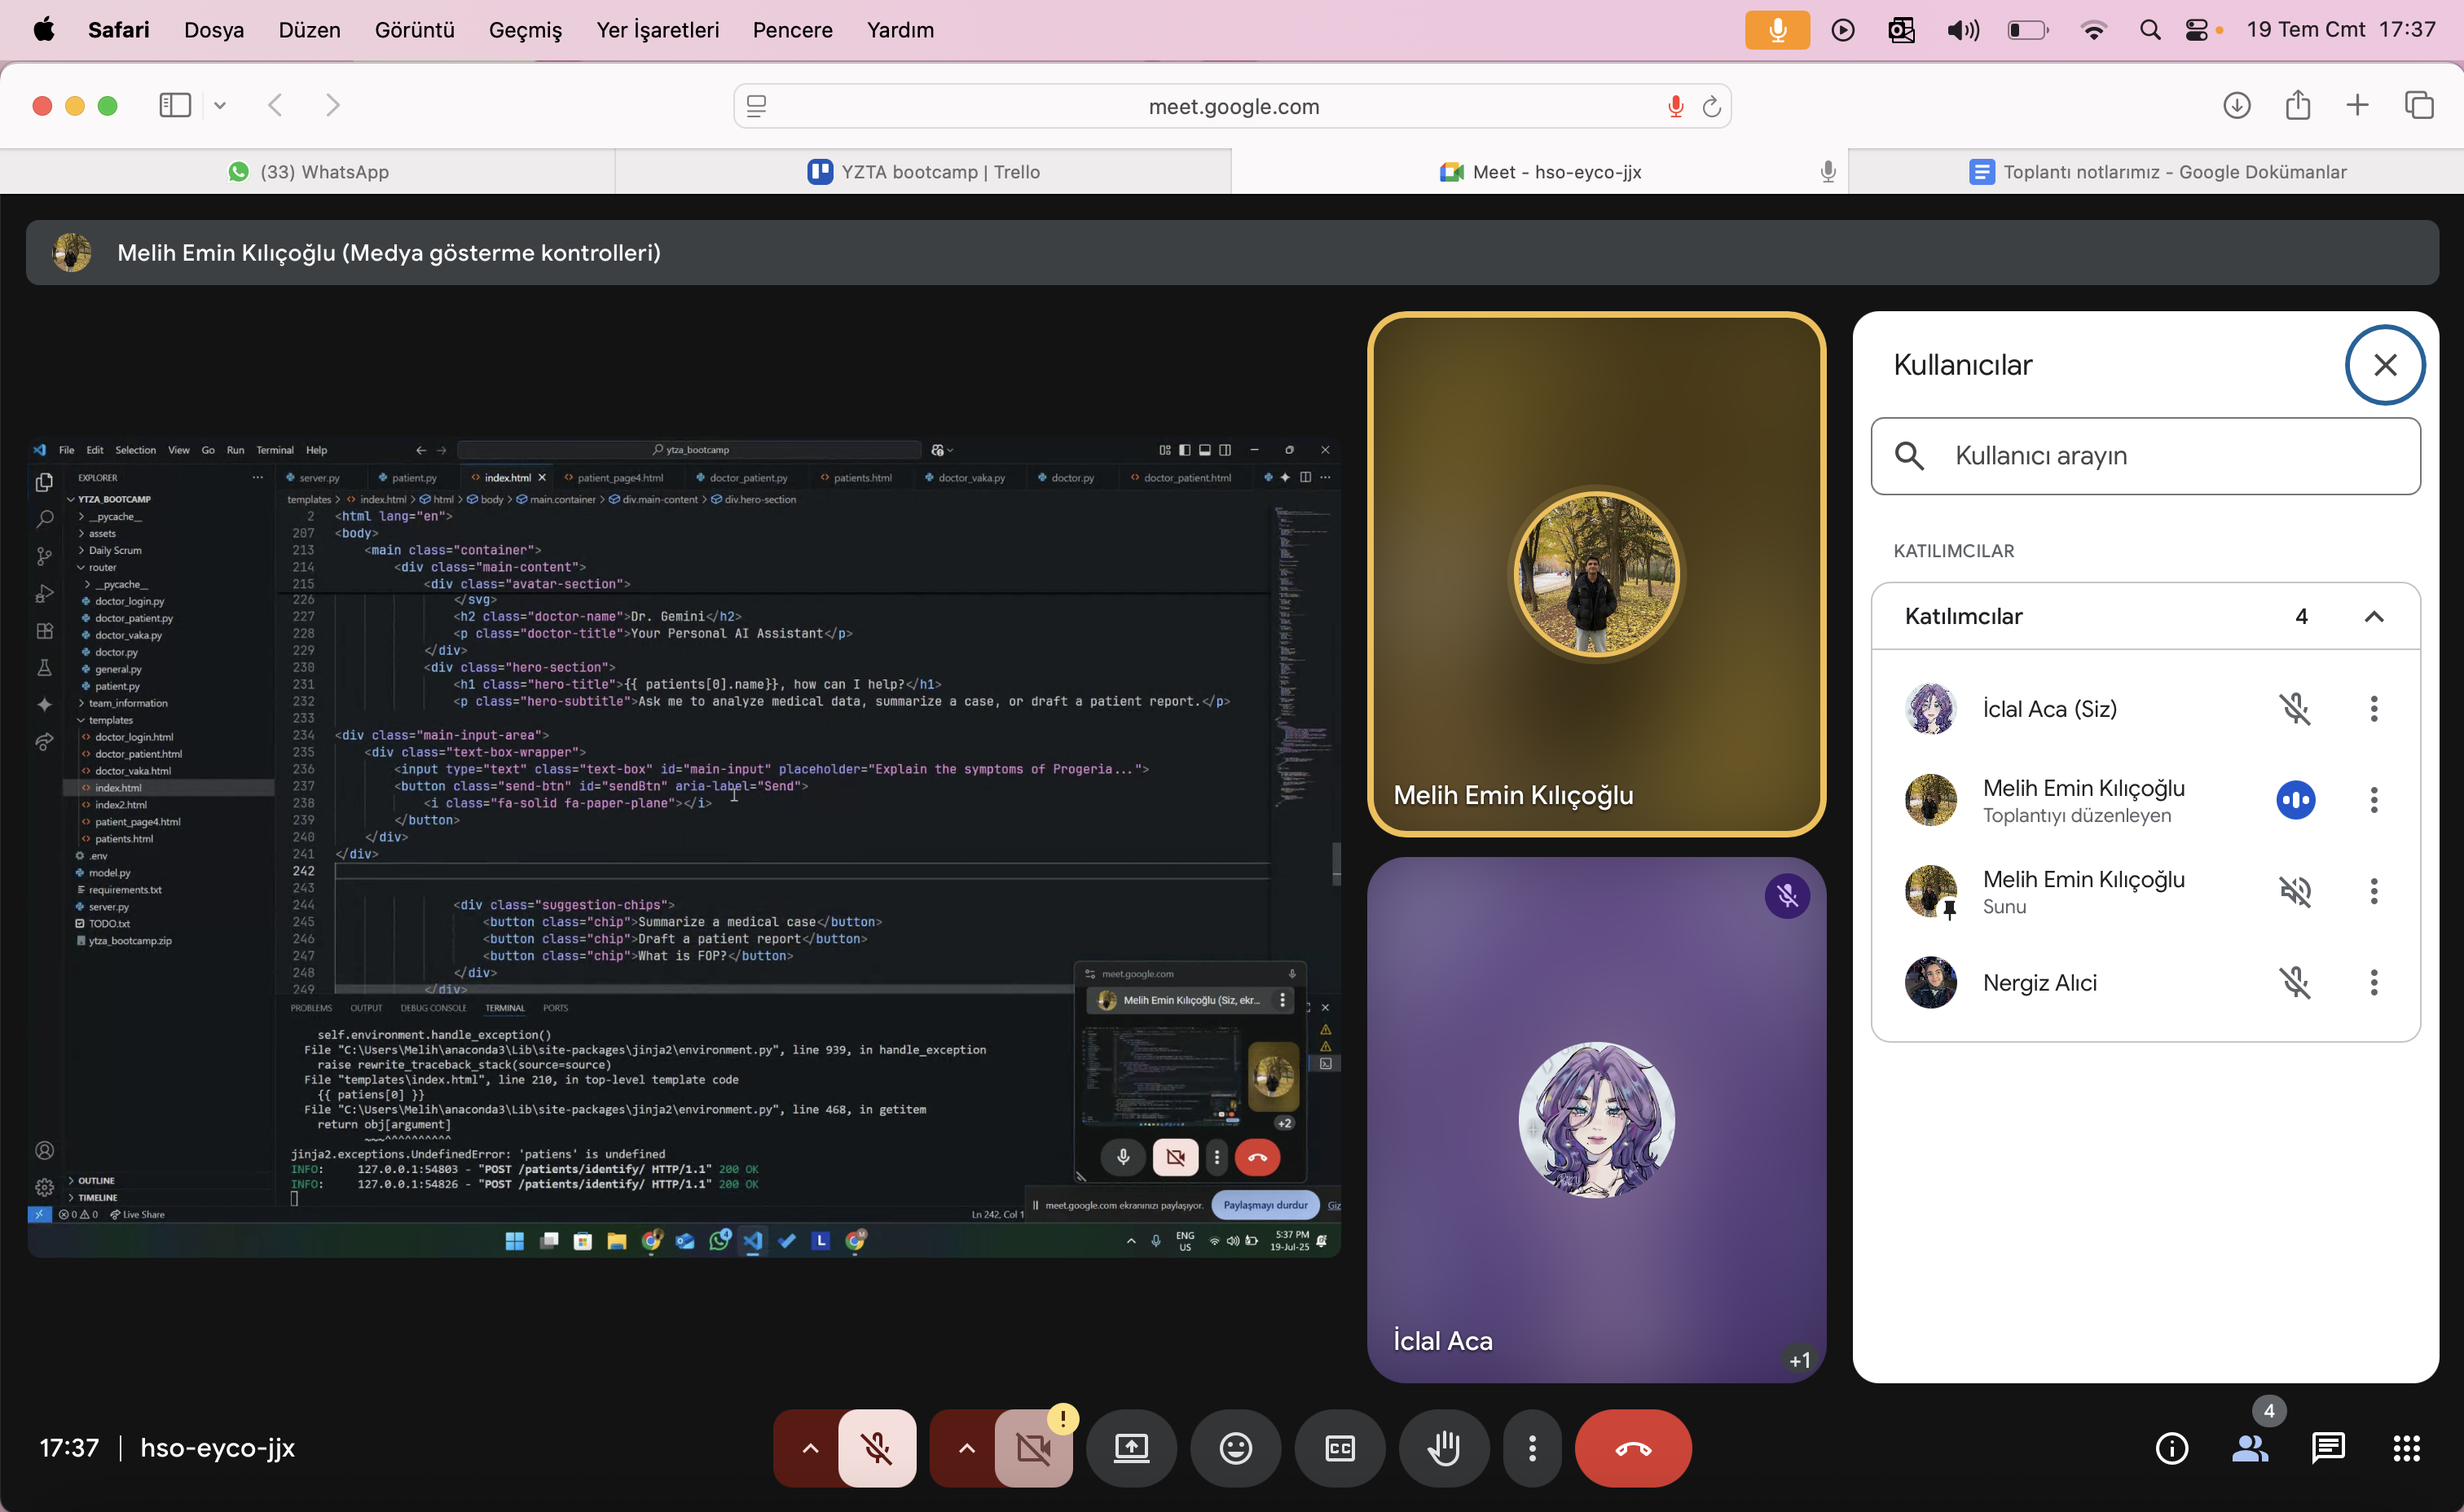 Safari Dosya Düzen Görüntü Geçmiş Yer İşaretleri Pencere Yardım 19 Tem Cmt 17:37
meet.google.com
(33) WhatsApp YZTA bootcamp | Trello Meet - hso-eyco-jjx Toplantı notlarımız - Google Dokümanlar
Melih Emin Kılıçoğlu (Medya gösterme kontrolleri)
File Edit Selection View Go Run Terminal Help ytza_bootcamp
EXPLORER
YTZA_BOOTCAMP
__pycache__
assets
Daily Scrum
router
__pycache__
doctor_login.py
doctor_patient.py
doctor_vaka.py
doctor.py
general.py
patient.py
team_information
templates
doctor_login.html
doctor_patient.html
doctor_vaka.html
index.html
index2.html
patient_page4.html
patients.html
.env
model.py
requirements.txt
server.py
TODO.txt
ytza_bootcamp.zip
OUTLINE
TIMELINE
server.py patient.py index.html patient_page4.html doctor_patient.py patients.html doctor_vaka.py doctor.py doctor_patient.html
templates > index.html > html > body > main.container > div.main-content > div.hero-section
2 <html lang="en">
207 <body>
213 <main class="container">
214 <div class="main-content">
215 <div class="avatar-section">
226 </svg>
227 <h2 class="doctor-name">Dr. Gemini</h2>
228 <p class="doctor-title">Your Personal AI Assistant</p>
229 </div>
230 <div class="hero-section">
231 <h1 class="hero-title">{{ patients[0].name}}, how can I help?</h1>
232 <p class="hero-subtitle">Ask me to analyze medical data, summarize a case, or draft a patient report.</p>
233
234 <div class="main-input-area">
235 <div class="text-box-wrapper">
236 <input type="text" class="text-box" id="main-input" placeholder="Explain the symptoms of Progeria...">
237 <button class="send-btn" id="sendBtn" aria-label="Send">
238 <i class="fa-solid fa-paper-plane"></i>
239 </button>
240 </div>
241 </div>
242
243
244 <div class="suggestion-chips">
245 <button class="chip">Summarize a medical case</button>
246 <button class="chip">Draft a patient report</button>
247 <button class="chip">What is FOP?</button>
248 </div>
249 </div>
PROBLEMS OUTPUT DEBUG CONSOLE TERMINAL PORTS
self.environment.handle_exception()
File "C:\Users\Melih\anaconda3\Lib\site-packages\jinja2\environment.py", line 939, in handle_exception
raise rewrite_traceback_stack(source=source)
File "templates\index.html", line 210, in top-level template code
{{ patiens[0] }}
File "C:\Users\Melih\anaconda3\Lib\site-packages\jinja2\environment.py", line 468, in getitem
return obj[argument]
~~~^^^^^^^^^^
jinja2.exceptions.UndefinedError: 'patiens' is undefined
INFO: 127.0.0.1:54803 - "POST /patients/identify/ HTTP/1.1" 200 OK
INFO: 127.0.0.1:54826 - "POST /patients/identify/ HTTP/1.1" 200 OK
meet.google.com
Melih Emin Kılıçoğlu (Siz, ekr...
+2
0 0 Live Share Ln 242, Col 1
meet.google.com ekranınızı paylaşıyor. Paylaşmayı durdur Giz
ENG
US
5:37 PM
19-Jul-25
Melih Emin Kılıçoğlu
İclal Aca
+1
Kullanıcılar
Kullanıcı arayın
KATILIMCILAR
Katılımcılar 4
İclal Aca (Siz)
Melih Emin Kılıçoğlu
Toplantıyı düzenleyen
Melih Emin Kılıçoğlu
Sunu
Nergiz Alıci
17:37 | hso-eyco-jjx
CC
4